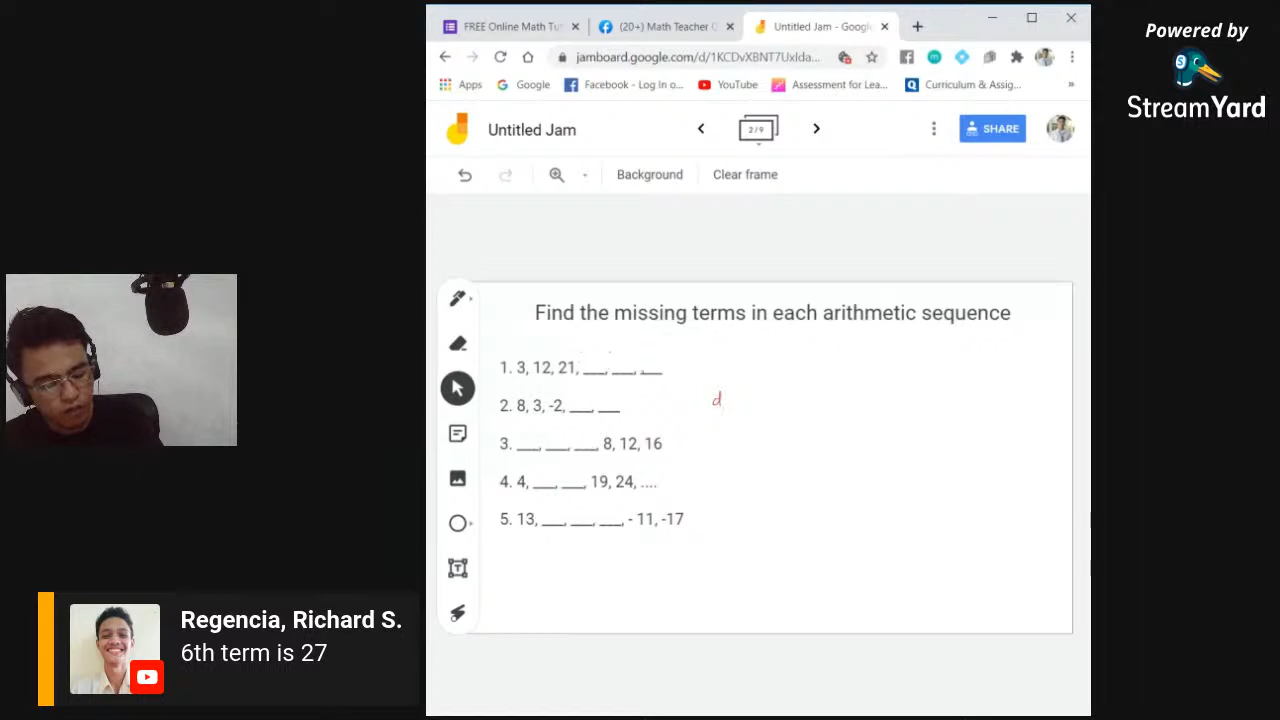 FREE Online Math Tu
(20+) Math Teacher
Untitled Jam - Google
jamboard.google.com/d/1KCDvXBNT7UxIda...
Apps
Google
Facebook - Log In o...
YouTube
Assessment for Lea...
Curriculum & Assig...
»
Untitled Jam
2/9
SHARE
Background
Clear frame
Find the missing terms in each arithmetic sequence
1. 3, 12, 21, ___, ___, ___
2. 8, 3, -2, ___, ___
d
3. ___, ___, ___, 8, 12, 16
4. 4, ___, ___, 19, 24, ....
5. 13, ___, ___, ___, - 11, -17
Regencia, Richard S.
6th term is 27
Powered by
S
StreamYard